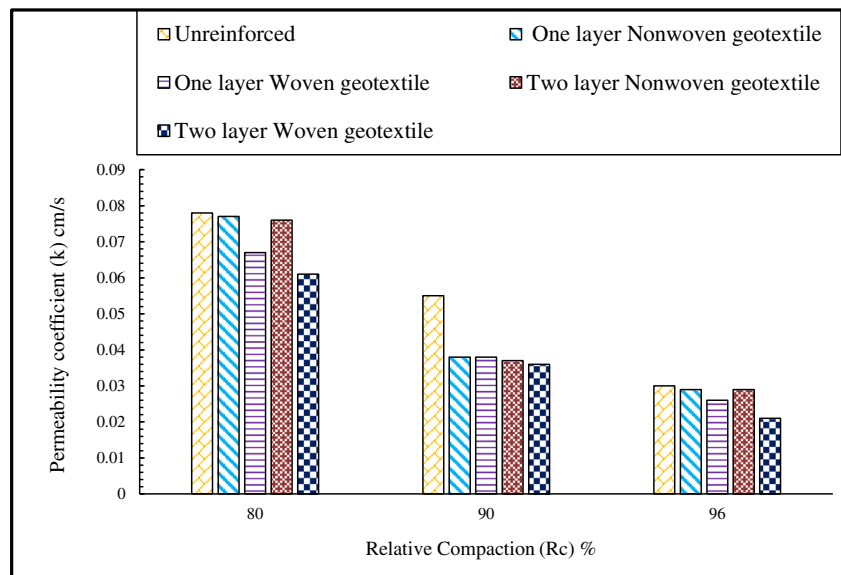 Unreinforced
One layer Nonwoven geotextile
One layer Woven geotextile
Two layer Nonwoven geotextile
Two layer Woven geotextile
Permeability coefficient (k) cm/s
0.09
0.08
0.07
0.06
0.05
0.04
0.03
0.02
0.01
0
80
90
96
Relative Compaction (Rc) %